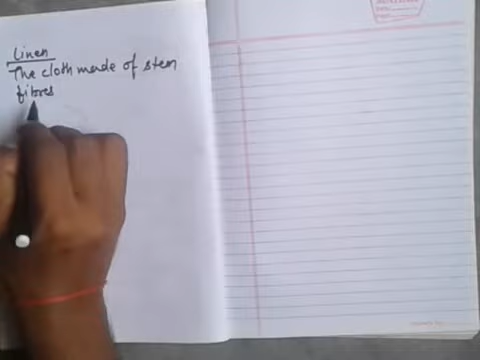 Linen
The cloth made of stem
fibres